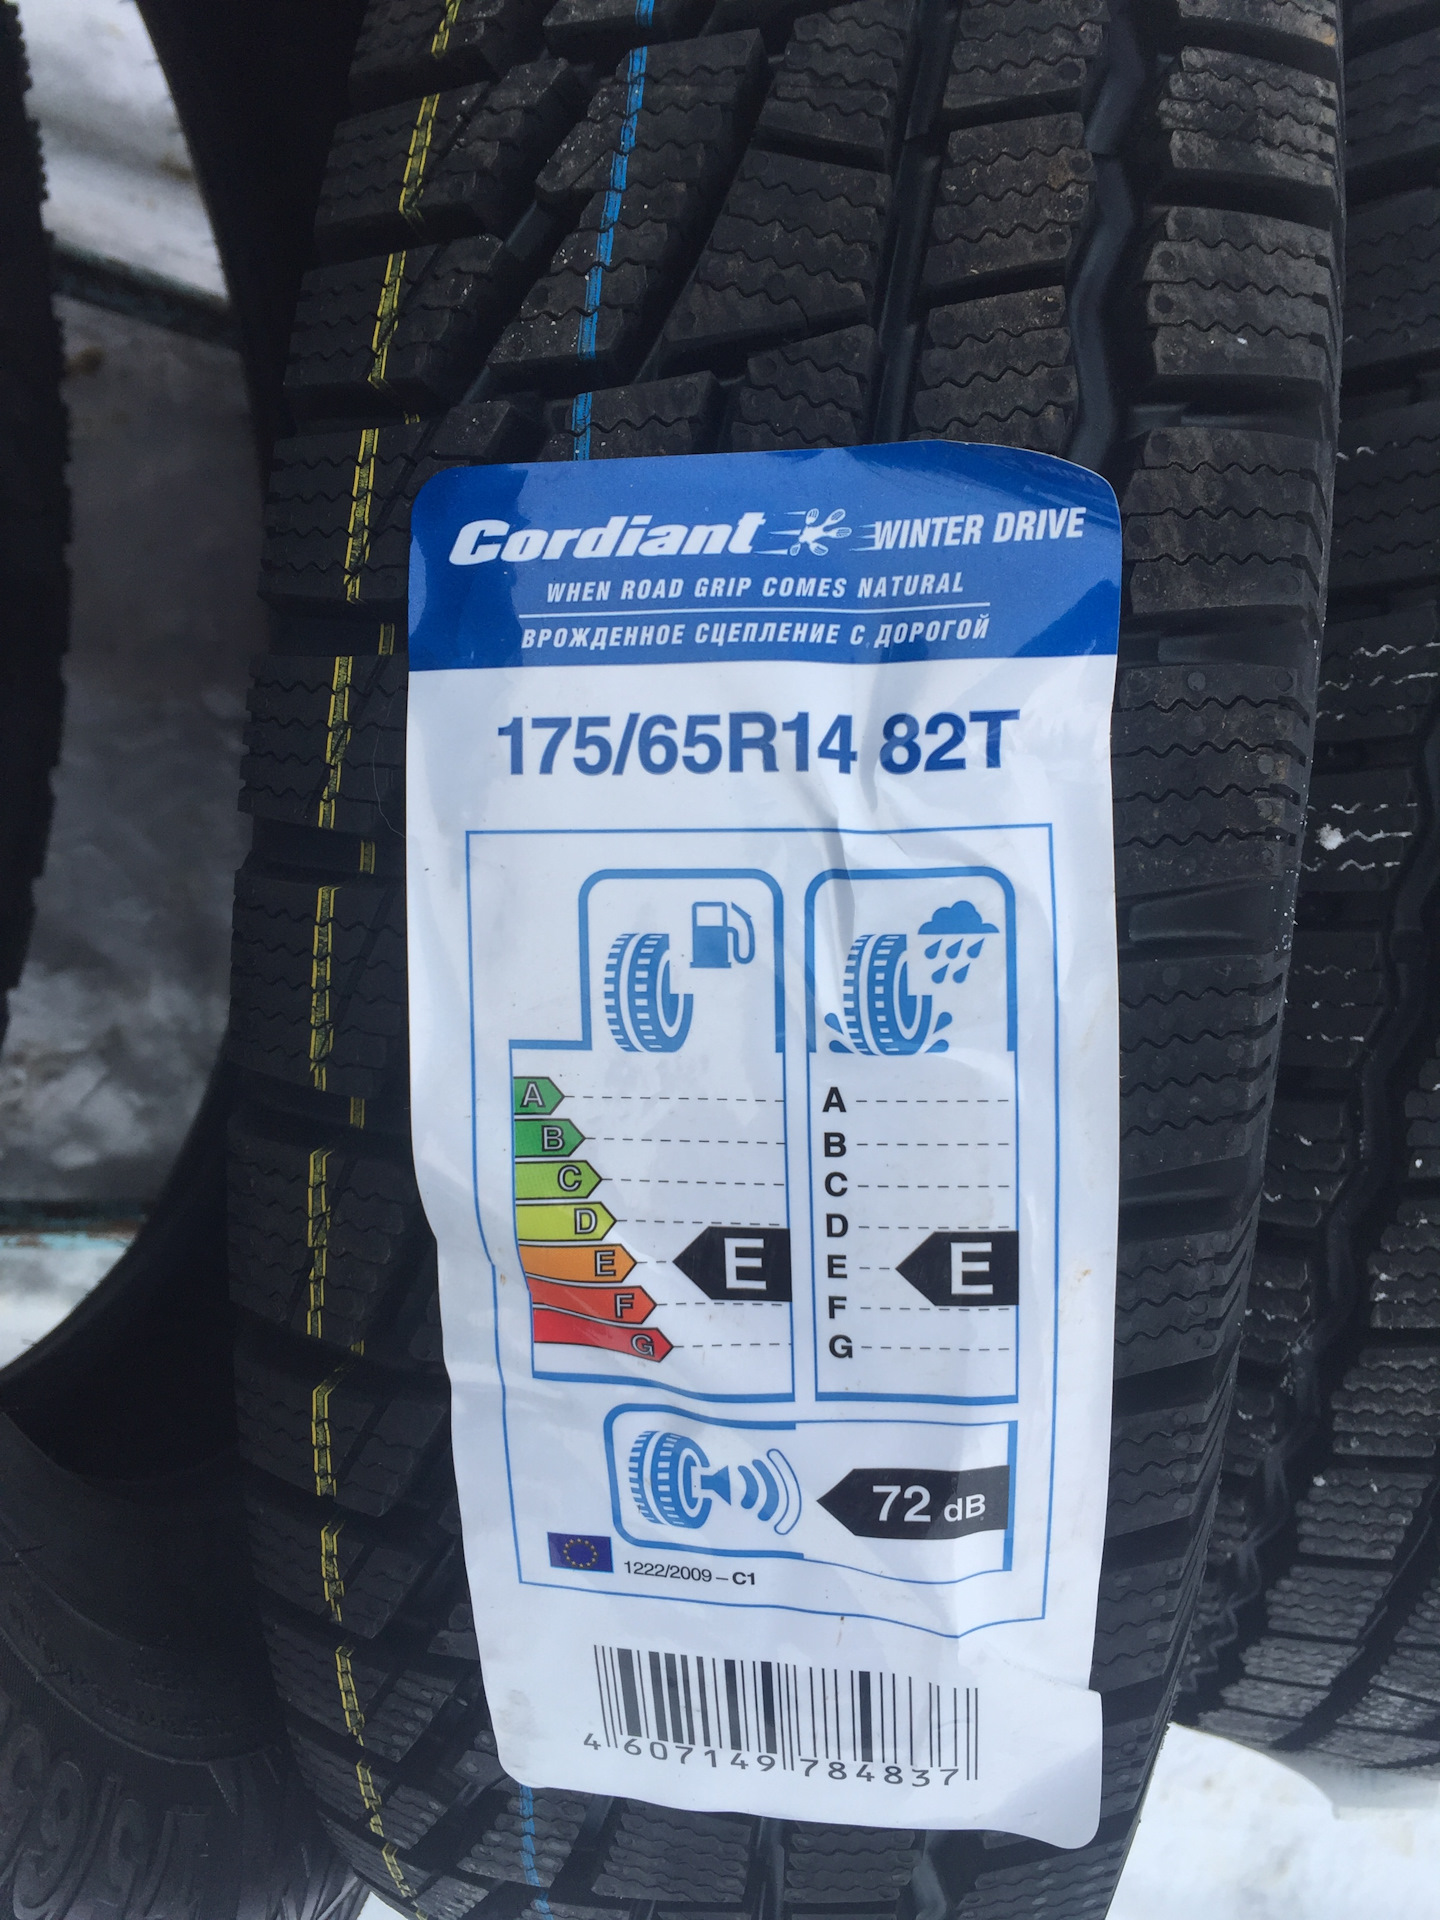 Cordiant WINTER DRIVE
WHEN ROAD GRIP COMES NATURAL
ВРОЖДЕННОЕ СЦЕПЛЕНИЕ С ДОРОГОЙ
175/65R14 82T
A
B
C
D
E
F
G
E
A
B
C
D
E
F
G
E
72 dB
1222/2009 – C1
4 607149 784837